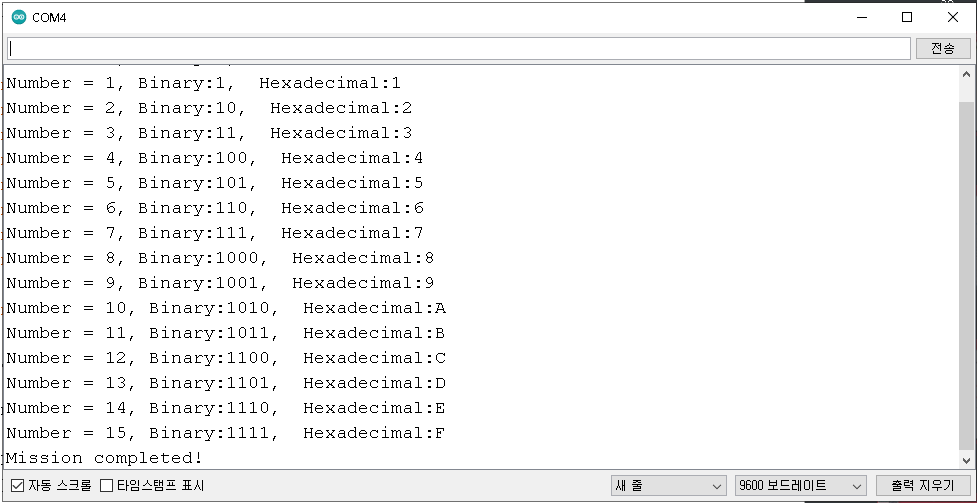 COM4
전송
Number = 1, Binary:1,  Hexadecimal:1
Number = 2, Binary:10,  Hexadecimal:2
Number = 3, Binary:11,  Hexadecimal:3
Number = 4, Binary:100,  Hexadecimal:4
Number = 5, Binary:101,  Hexadecimal:5
Number = 6, Binary:110,  Hexadecimal:6
Number = 7, Binary:111,  Hexadecimal:7
Number = 8, Binary:1000,  Hexadecimal:8
Number = 9, Binary:1001,  Hexadecimal:9
Number = 10, Binary:1010,  Hexadecimal:A
Number = 11, Binary:1011,  Hexadecimal:B
Number = 12, Binary:1100,  Hexadecimal:C
Number = 13, Binary:1101,  Hexadecimal:D
Number = 14, Binary:1110,  Hexadecimal:E
Number = 15, Binary:1111,  Hexadecimal:F
Mission completed!
자동 스크롤 타임스탬프 표시 새 줄 9600 보드레이트 출력 지우기